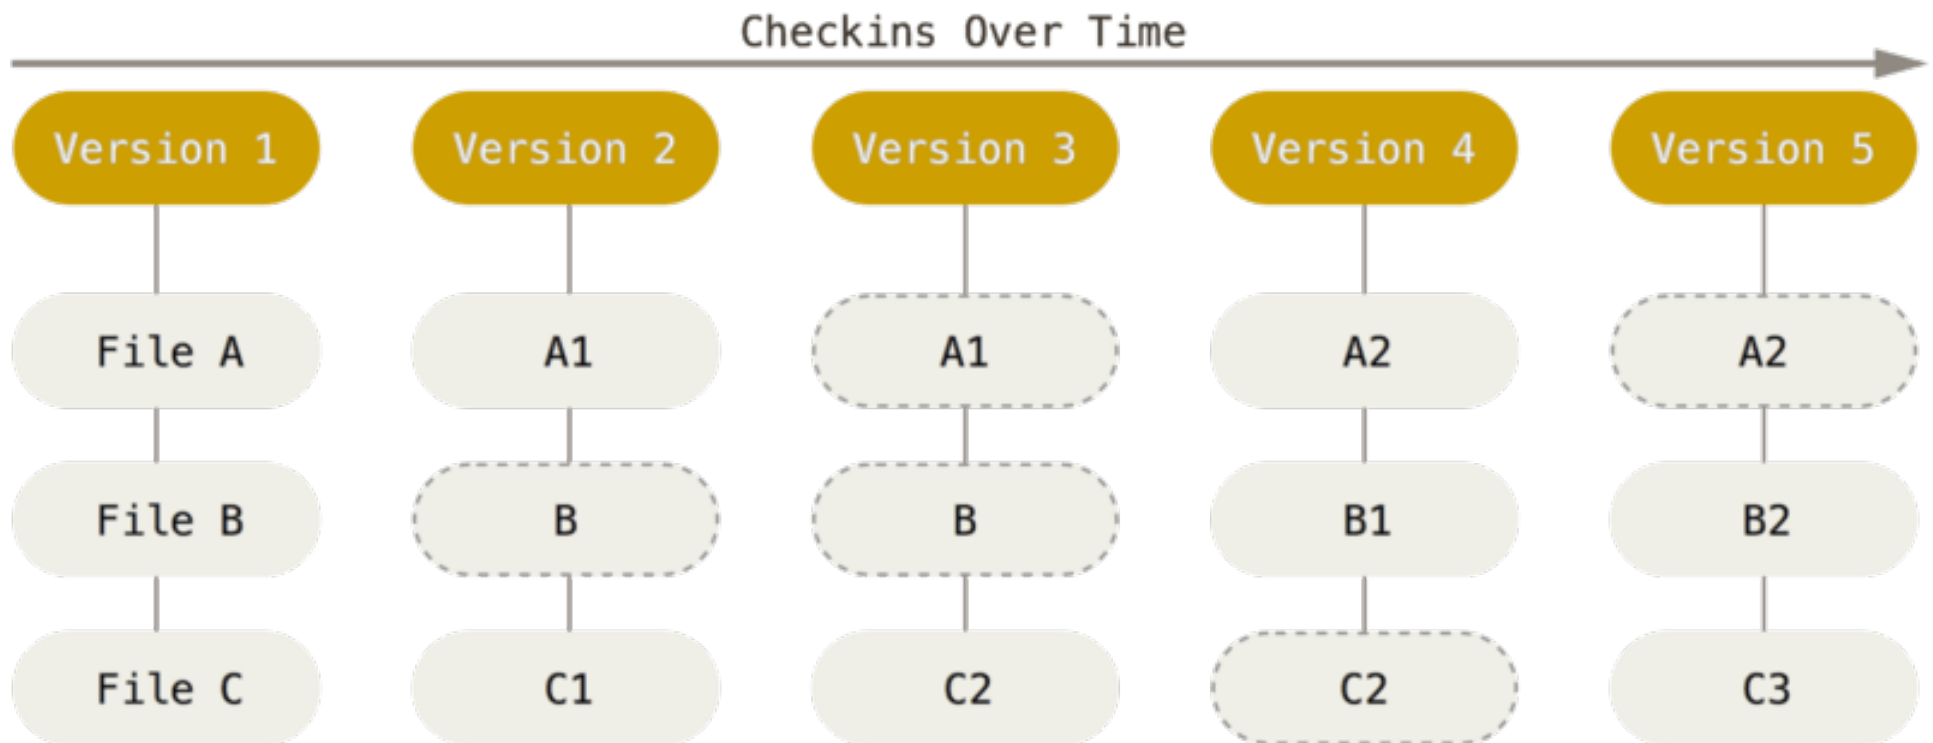 Checkins Over Time
Version 1 Version 2 Version 3 Version 4 Version 5
File A A1 A1 A2 A2
File B B B B1 B2
File C C1 C2 C2 C3